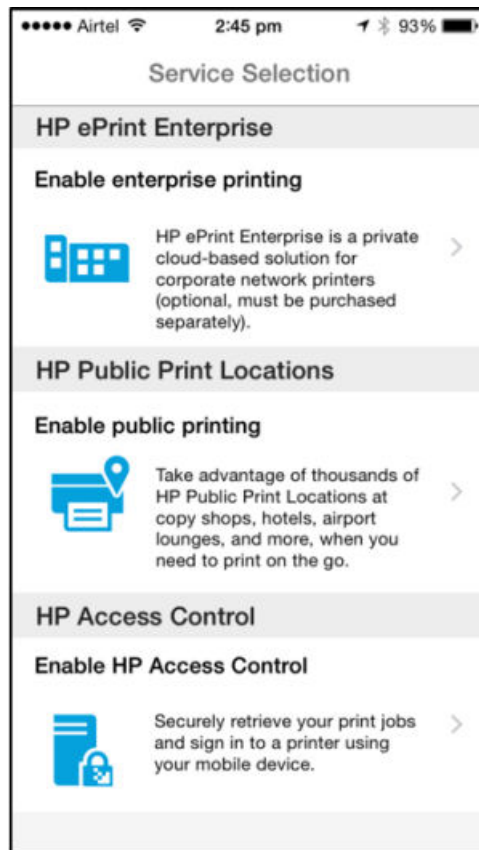 Airtel 2:45 pm 93%
Service Selection
HP ePrint Enterprise
Enable enterprise printing
HP ePrint Enterprise is a private
cloud-based solution for
corporate network printers
(optional, must be purchased
separately).
HP Public Print Locations
Enable public printing
Take advantage of thousands of
HP Public Print Locations at
copy shops, hotels, airport
lounges, and more, when you
need to print on the go.
HP Access Control
Enable HP Access Control
Securely retrieve your print jobs
and sign in to a printer using
your mobile device.